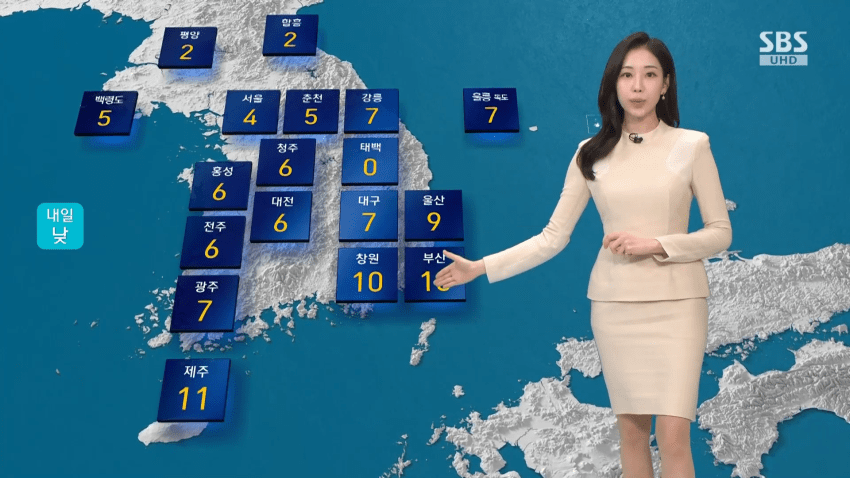 SBS
UHD
평양
2
함흥
2
백령도
5
서울
4
춘천
5
강릉
7
울릉 독도
7
청주
6
태백
0
홍성
6
대전
6
대구
7
울산
9
내일
낮
전주
6
창원
10
부산
광주
7
제주
11